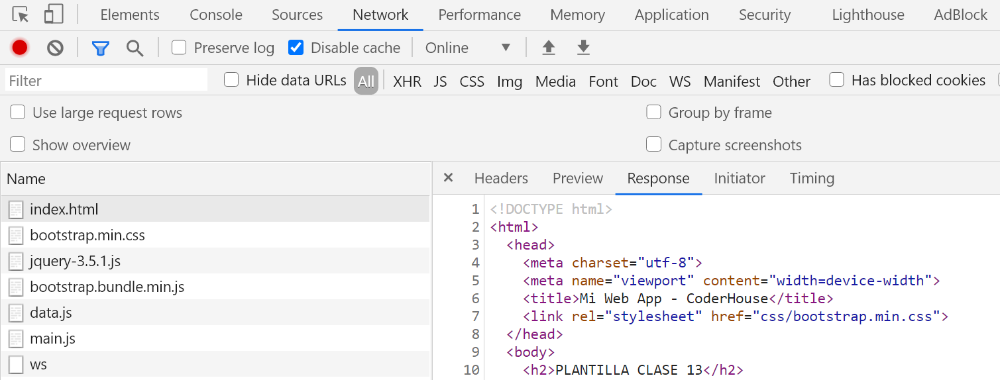 Elements Console Sources Network Performance Memory Application Security Lighthouse AdBlock
Preserve log Disable cache Online
Filter Hide data URLs All XHR JS CSS Img Media Font Doc WS Manifest Other Has blocked cookies
Use large request rows Group by frame
Show overview Capture screenshots
Name
index.html
bootstrap.min.css
jquery-3.5.1.js
bootstrap.bundle.min.js
data.js
main.js
ws
Headers Preview Response Initiator Timing
1 <!DOCTYPE html>
2 <html>
3 <head>
4 <meta charset="utf-8">
5 <meta name="viewport" content="width=device-width">
6 <title>Mi Web App - CoderHouse</title>
7 <link rel="stylesheet" href="css/bootstrap.min.css">
8 </head>
9 <body>
10 <h2>PLANTILLA CLASE 13</h2>